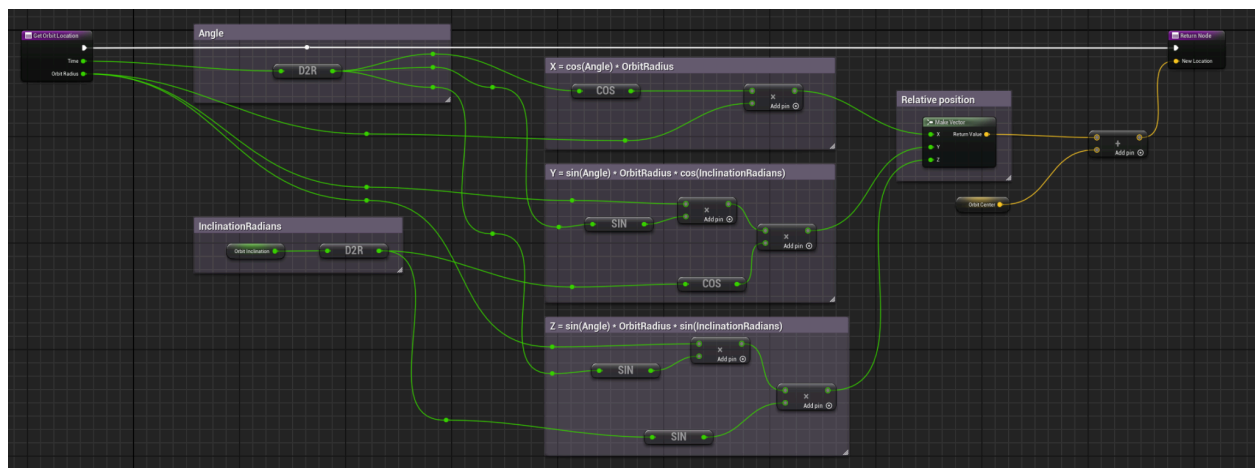 Get Orbit Location
Time
Orbit Radius
Angle
D2R
X = cos(Angle) * OrbitRadius
COS
×
Add pin
Y = sin(Angle) * OrbitRadius * cos(InclinationRadians)
×
Add pin
SIN
×
Add pin
COS
InclinationRadians
Orbit Inclination
D2R
Z = sin(Angle) * OrbitRadius * sin(InclinationRadians)
×
Add pin
SIN
×
Add pin
SIN
Relative position
Make Vector
X Return Value
Y
Z
Orbit Center
+
Add pin
Return Node
New Location